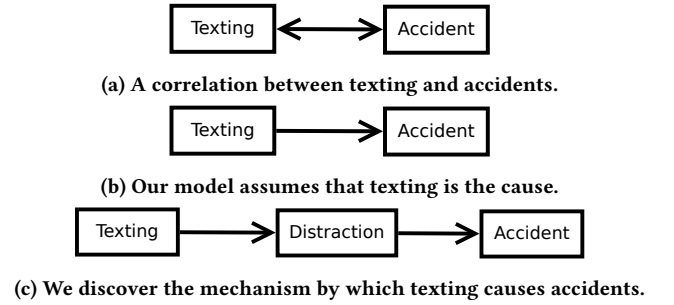 Texting Accident
(a) A correlation between texting and accidents.
Texting Accident
(b) Our model assumes that texting is the cause.
Texting Distraction Accident
(c) We discover the mechanism by which texting causes accidents.